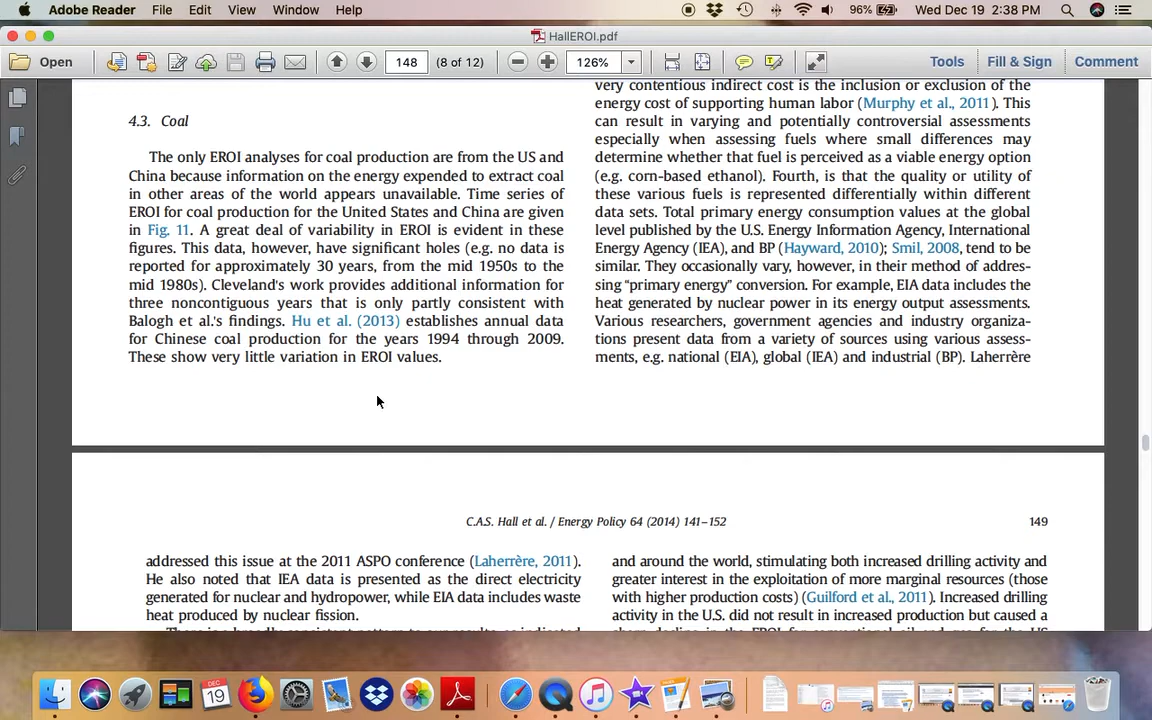 Adobe Reader File Edit View Window Help 96% Wed Dec 19 2:38 PM
HallEROI.pdf
Open 148 (8 of 12) 126% Tools Fill & Sign Comment
4.3. Coal
The only EROI analyses for coal production are from the US and
China because information on the energy expended to extract coal
in other areas of the world appears unavailable. Time series of
EROI for coal production for the United States and China are given
in Fig. 11. A great deal of variability in EROI is evident in these
figures. This data, however, have significant holes (e.g. no data is
reported for approximately 30 years, from the mid 1950s to the
mid 1980s). Cleveland's work provides additional information for
three noncontiguous years that is only partly consistent with
Balogh et al.'s findings. Hu et al. (2013) establishes annual data
for Chinese coal production for the years 1994 through 2009.
These show very little variation in EROI values.
very contentious indirect cost is the inclusion or exclusion of the
energy cost of supporting human labor (Murphy et al., 2011). This
can result in varying and potentially controversial assessments
especially when assessing fuels where small differences may
determine whether that fuel is perceived as a viable energy option
(e.g. corn-based ethanol). Fourth, is that the quality or utility of
these various fuels is represented differentially within different
data sets. Total primary energy consumption values at the global
level published by the U.S. Energy Information Agency, International
Energy Agency (IEA), and BP (Hayward, 2010); Smil, 2008, tend to be
similar. They occasionally vary, however, in their method of addres-
sing “primary energy” conversion. For example, EIA data includes the
heat generated by nuclear power in its energy output assessments.
Various researchers, government agencies and industry organiza-
tions present data from a variety of sources using various assess-
ments, e.g. national (EIA), global (IEA) and industrial (BP). Laherrère
C.A.S. Hall et al. / Energy Policy 64 (2014) 141–152 149
addressed this issue at the 2011 ASPO conference (Laherrère, 2011).
He also noted that IEA data is presented as the direct electricity
generated for nuclear and hydropower, while EIA data includes waste
heat produced by nuclear fission.
and around the world, stimulating both increased drilling activity and
greater interest in the exploitation of more marginal resources (those
with higher production costs) (Guilford et al., 2011). Increased drilling
activity in the U.S. did not result in increased production but caused a
DEC
19